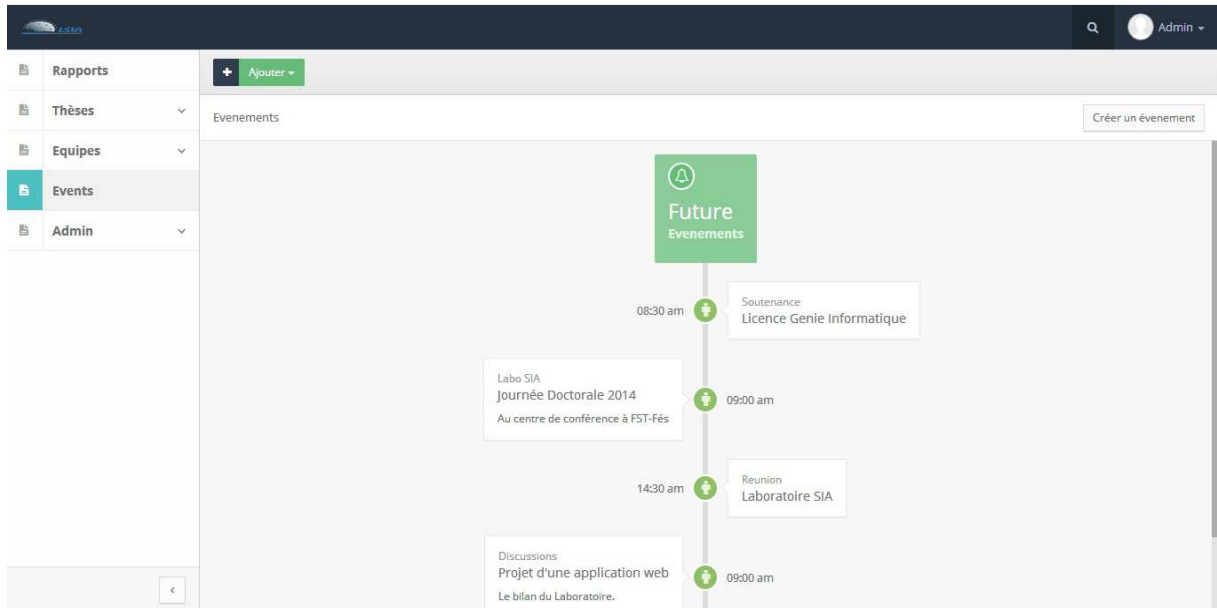 LSIA
Admin
Rapports
Thèses
Equipes
Events
Admin
+ Ajouter
Evenements
Créer un évenement
Future
Evenements
08:30 am
Soutenance
Licence Genie Informatique
Labo SIA
Journée Doctorale 2014
Au centre de conférence à FST-Fés
09:00 am
14:30 am
Reunion
Laboratoire SIA
Discussions
Projet d'une application web
Le bilan du Laboratoire.
09:00 am